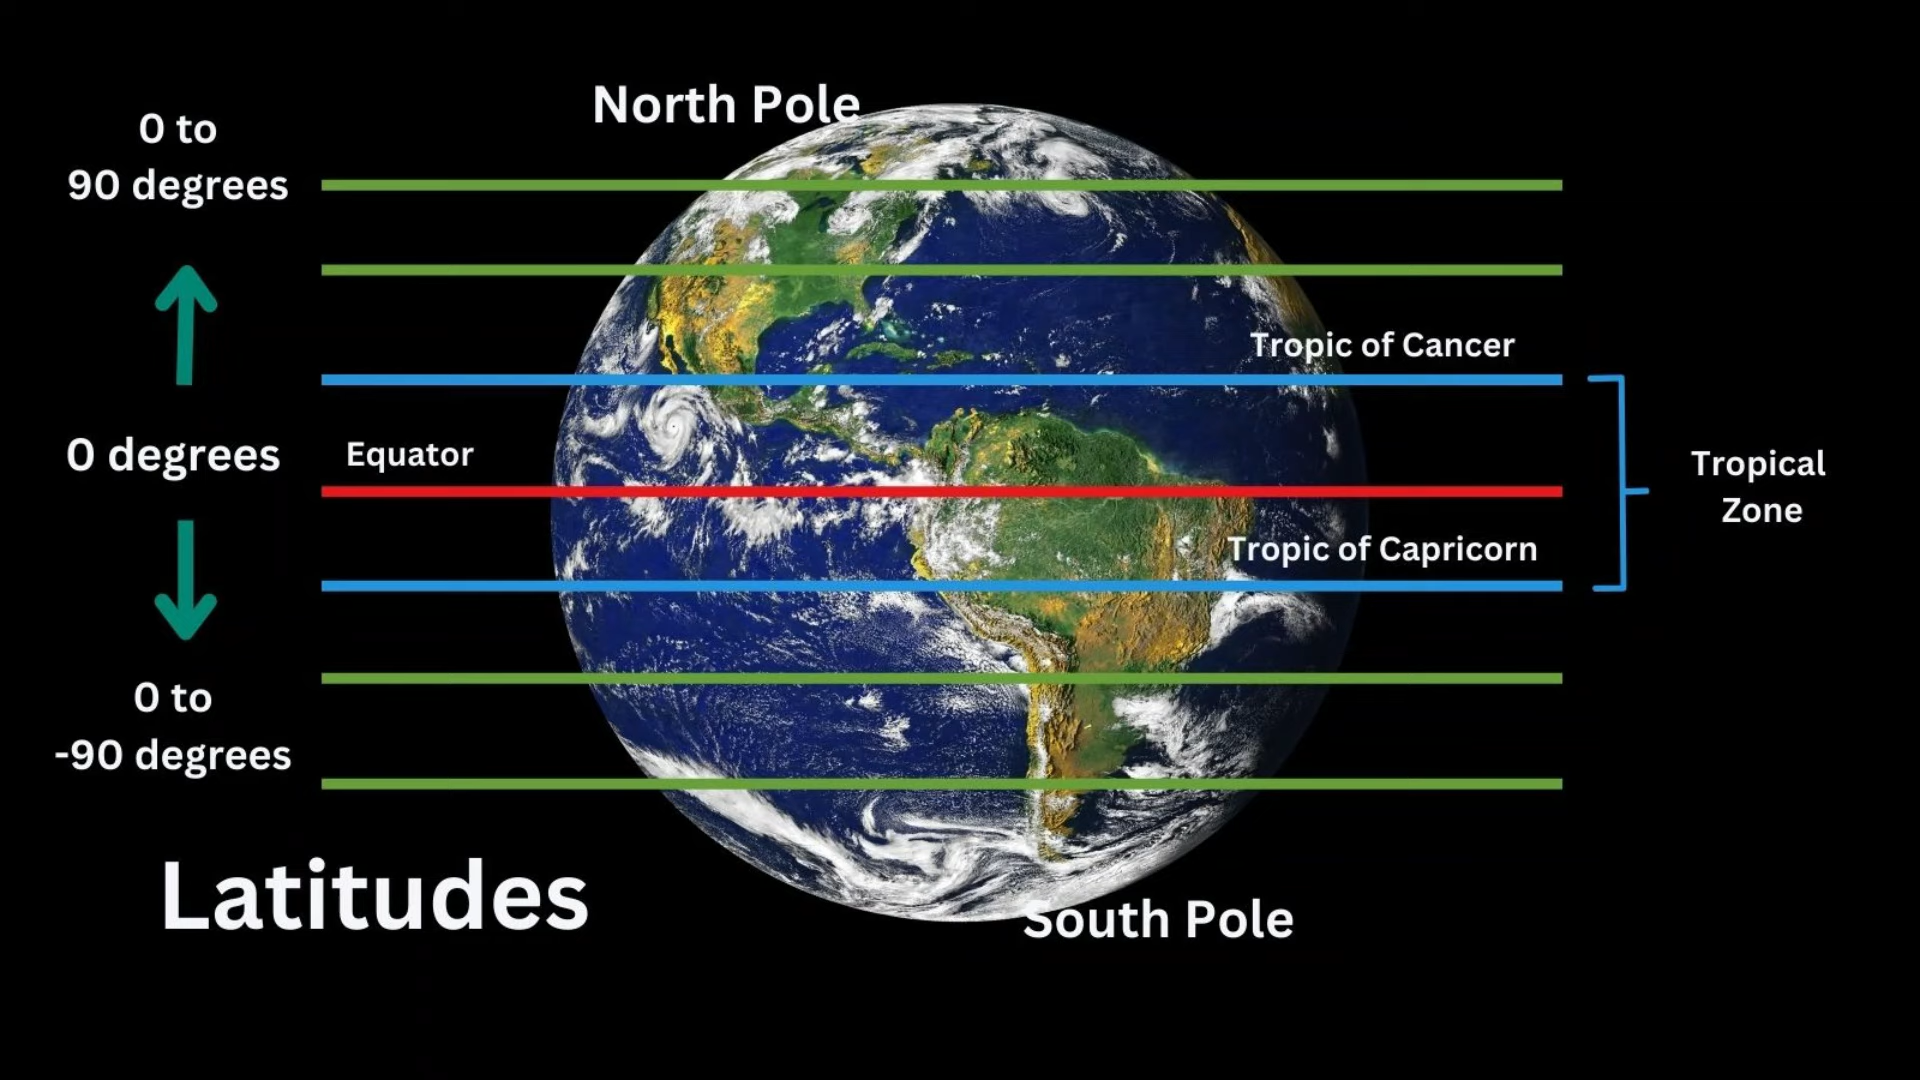 North Pole
0 to
90 degrees
Tropic of Cancer
0 degrees
Equator
Tropical
Zone
Tropic of Capricorn
0 to
-90 degrees
Latitudes
South Pole